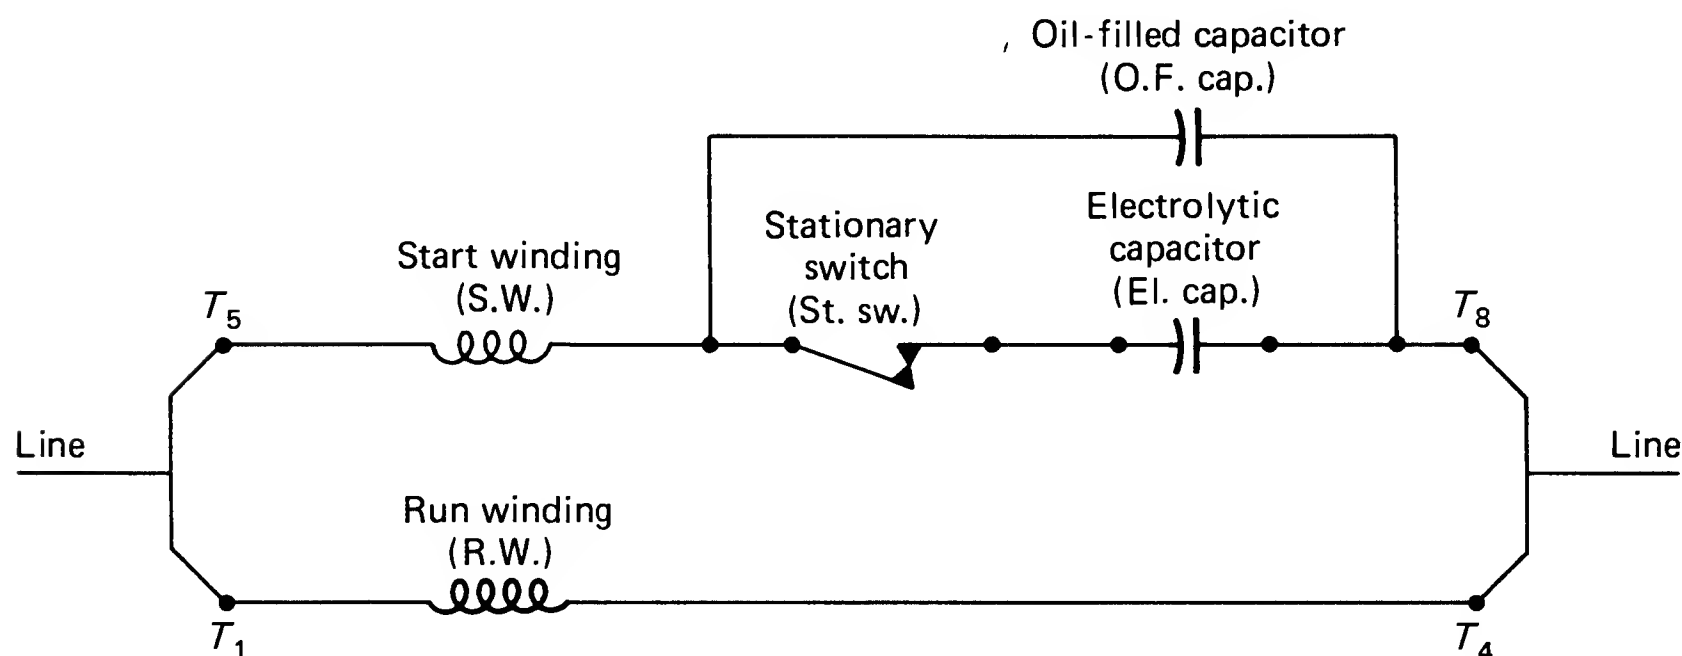 Oil-filled capacitor
(O.F. cap.)
Electrolytic
capacitor
(El. cap.)
Stationary
switch
(St. sw.)
Start winding
(S.W.)
T5
T8
Line
Line
Run winding
(R.W.)
T1
T4